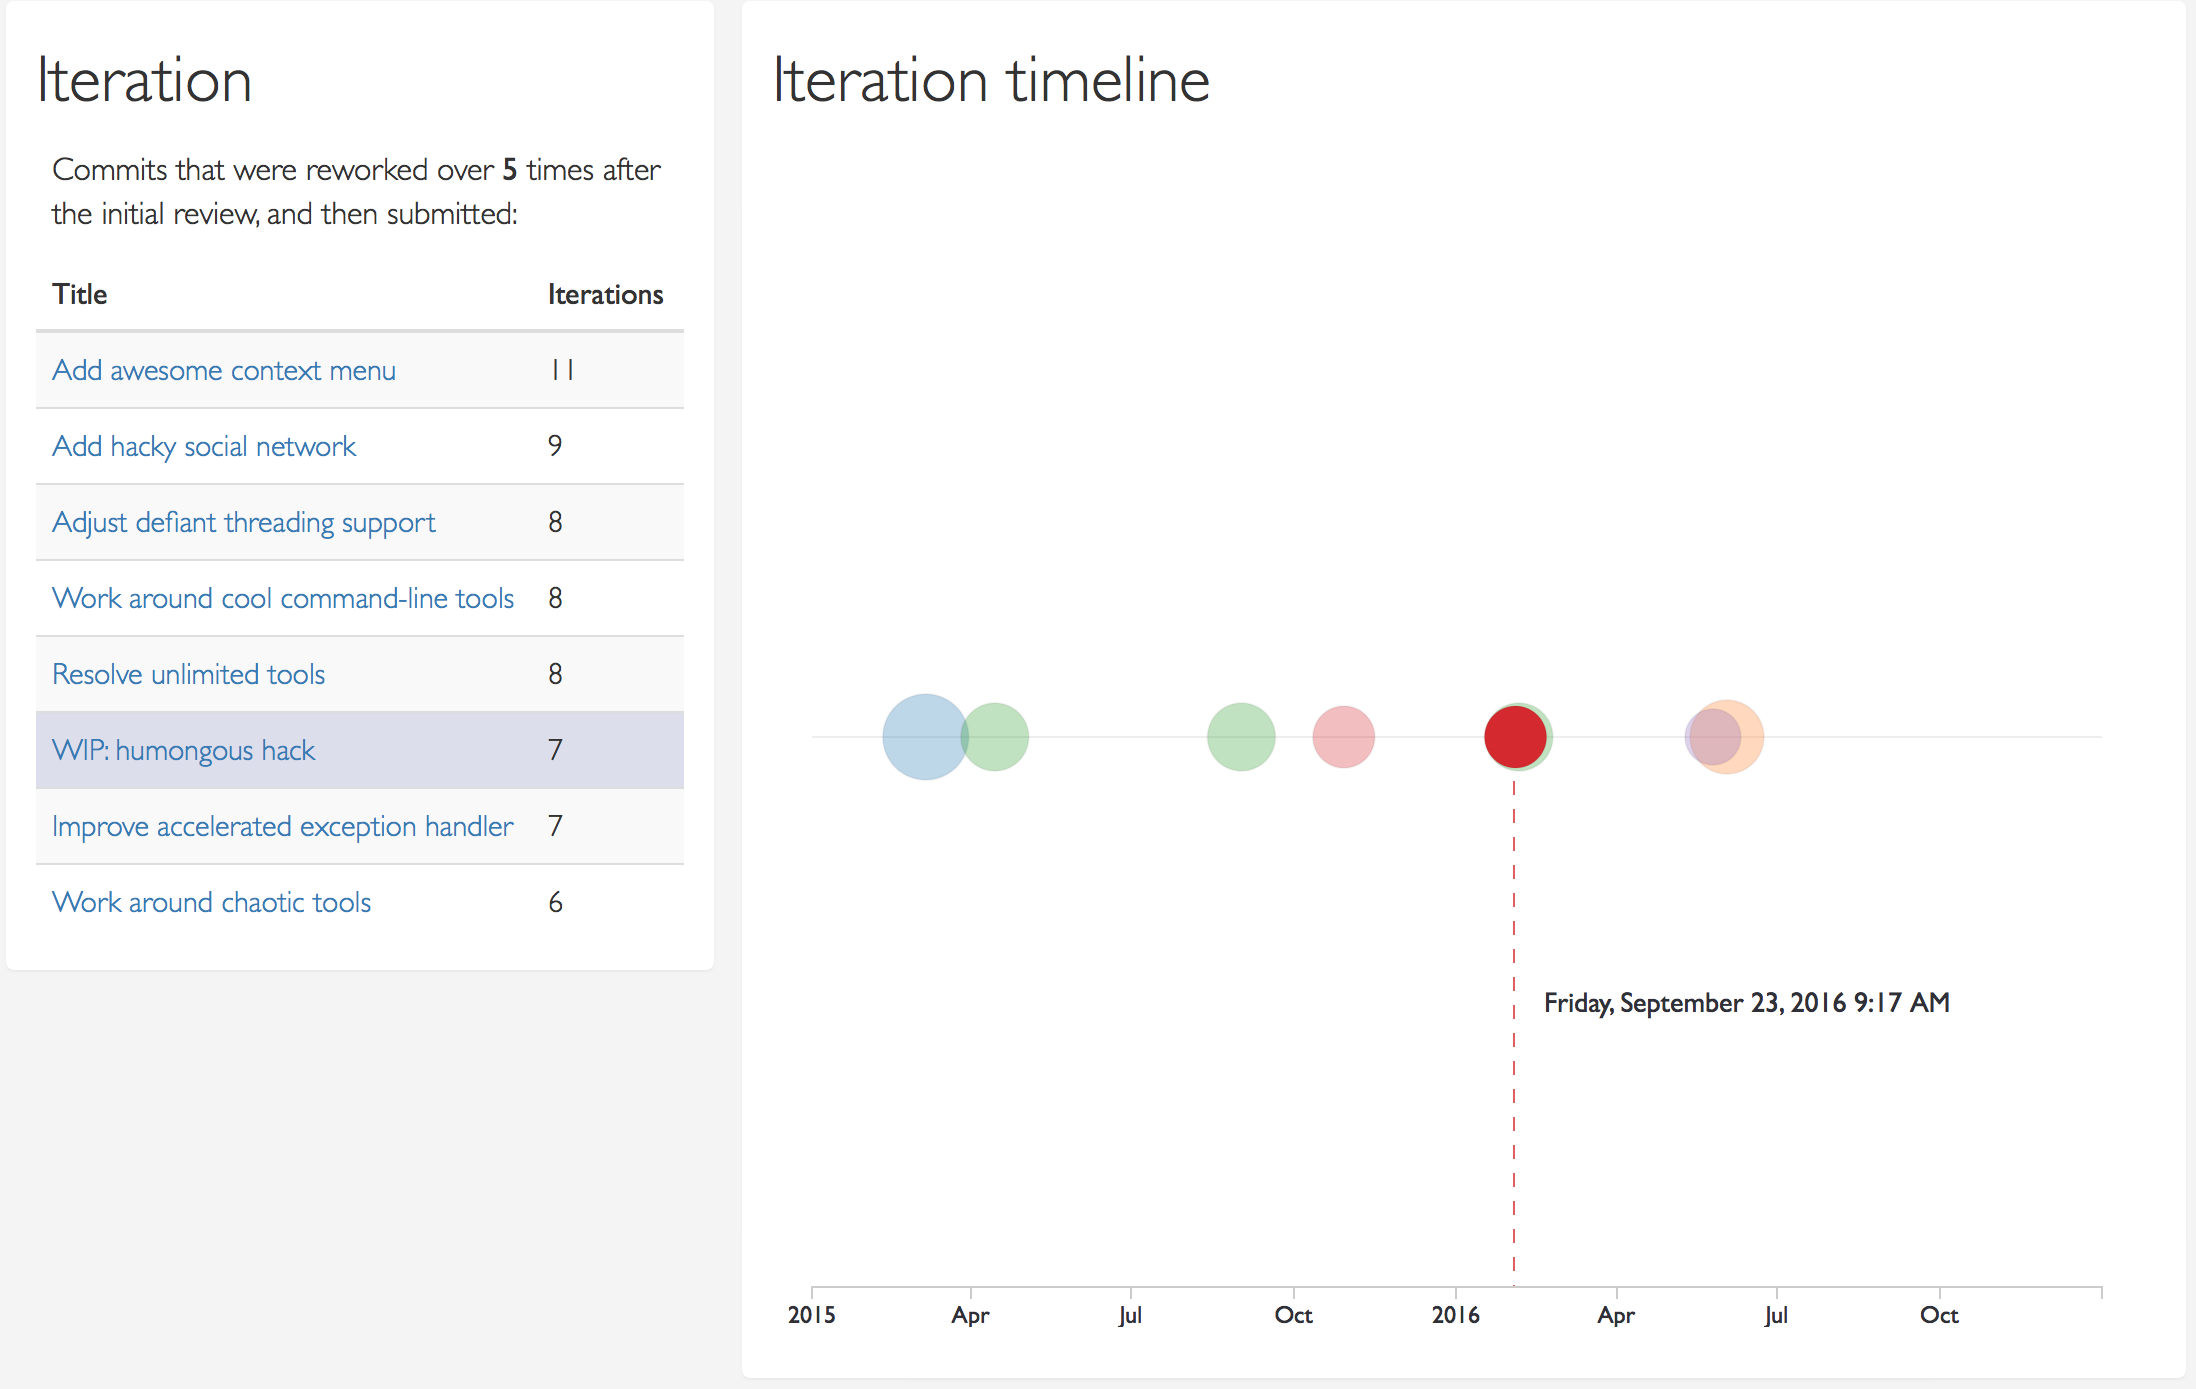 Iteration
Commits that were reworked over 5 times after
the initial review, and then submitted:
Title Iterations
Add awesome context menu 11
Add hacky social network 9
Adjust defiant threading support 8
Work around cool command-line tools 8
Resolve unlimited tools 8
WIP: humongous hack 7
Improve accelerated exception handler 7
Work around chaotic tools 6
Iteration timeline
Friday, September 23, 2016 9:17 AM
2015 Apr Jul Oct 2016 Apr Jul Oct